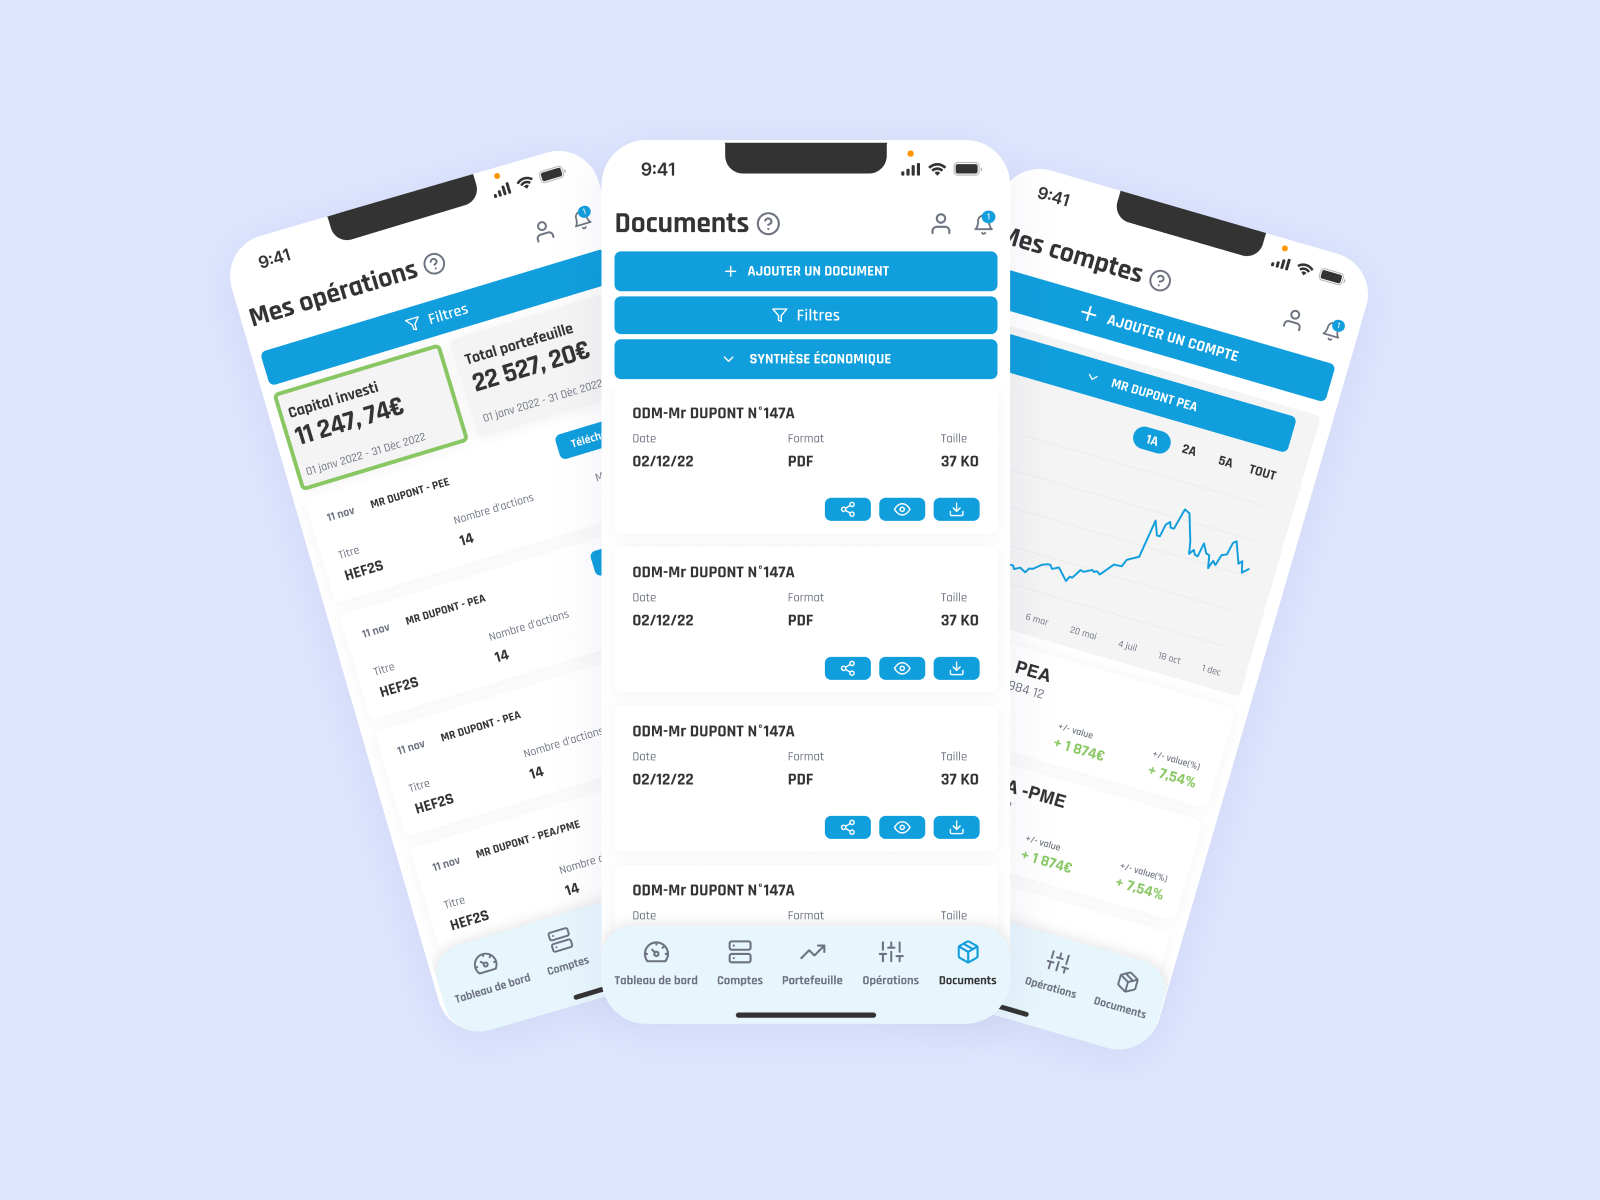 9:41
Mes opérations
Filtres
Capital investi
11 247,74€
01 janv 2022 - 31 Dèc 2022
Total portefeuille
22 527,20€
01 janv 2022 - 31 Dèc 2022
11 nov MR DUPONT - PEE
Titre Nombre d'actions
HEF2S 14
11 nov MR DUPONT - PEA
Titre Nombre d'actions
HEF2S 14
11 nov MR DUPONT - PEA
Titre Nombre d'actions
HEF2S 14
11 nov MR DUPONT - PEA/PME
Titre Nombre
HEF2S 14
Tableau de bord Comptes
9:41
Documents
1
AJOUTER UN DOCUMENT
Filtres
SYNTHÈSE ÉCONOMIQUE
ODM-Mr DUPONT N°147A
Date Format Taille
02/12/22 PDF 37 KO
ODM-Mr DUPONT N°147A
Date Format Taille
02/12/22 PDF 37 KO
ODM-Mr DUPONT N°147A
Date Format Taille
02/12/22 PDF 37 KO
ODM-Mr DUPONT N°147A
Date Format Taille
Tableau de bord Comptes Portefeuille Opérations Documents
9:41
Mes comptes
1
AJOUTER UN COMPTE
MR DUPONT PEA
1A 2A 5A TOUT
6 mar 20 mai 4 juil 18 oct 1 dec
PEA
984 12
+/- value +/- value(%)
+ 1 874€ + 7,54%
A -PME
+/- value +/- value(%)
+ 1 874€ + 7,54%
Opérations Documents